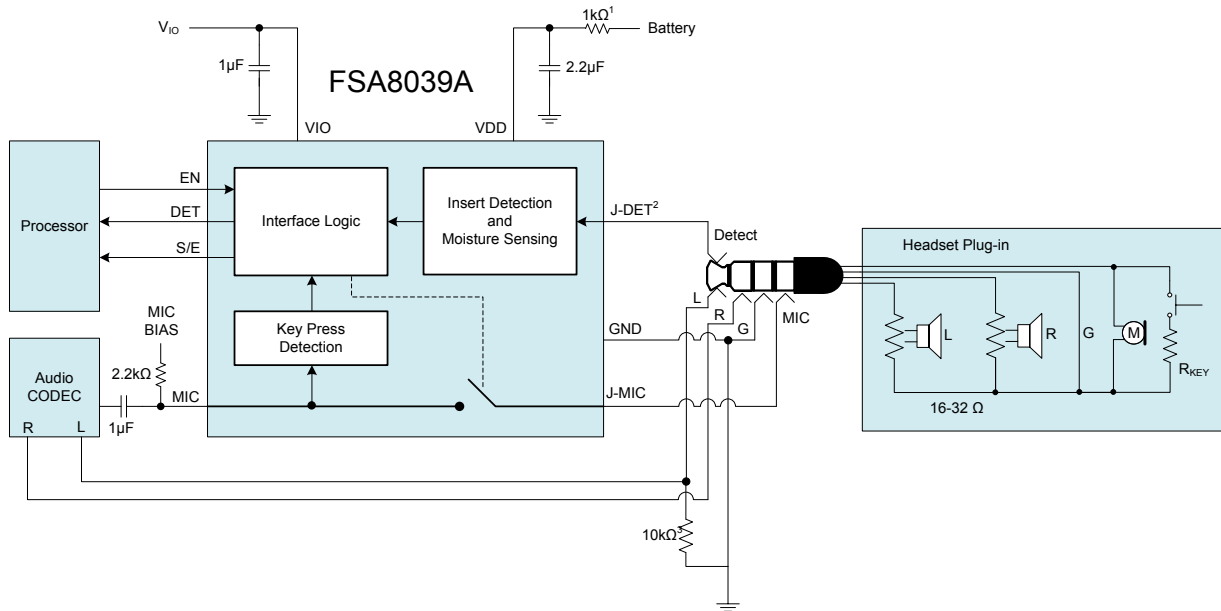 1kΩ¹
V_IO
Battery
1µF
2.2µF
FSA8039A
VIO
VDD
Processor
EN
DET
S/E
Interface Logic
Insert Detection
and
Moisture Sensing
J-DET²
Detect
Headset Plug-in
L
R
G
MIC
L
R
G
M
R_KEY
16-32 Ω
Key Press
Detection
GND
J-MIC
MIC
BIAS
2.2kΩ
MIC
Audio
CODEC
1µF
R
L
10kΩ³